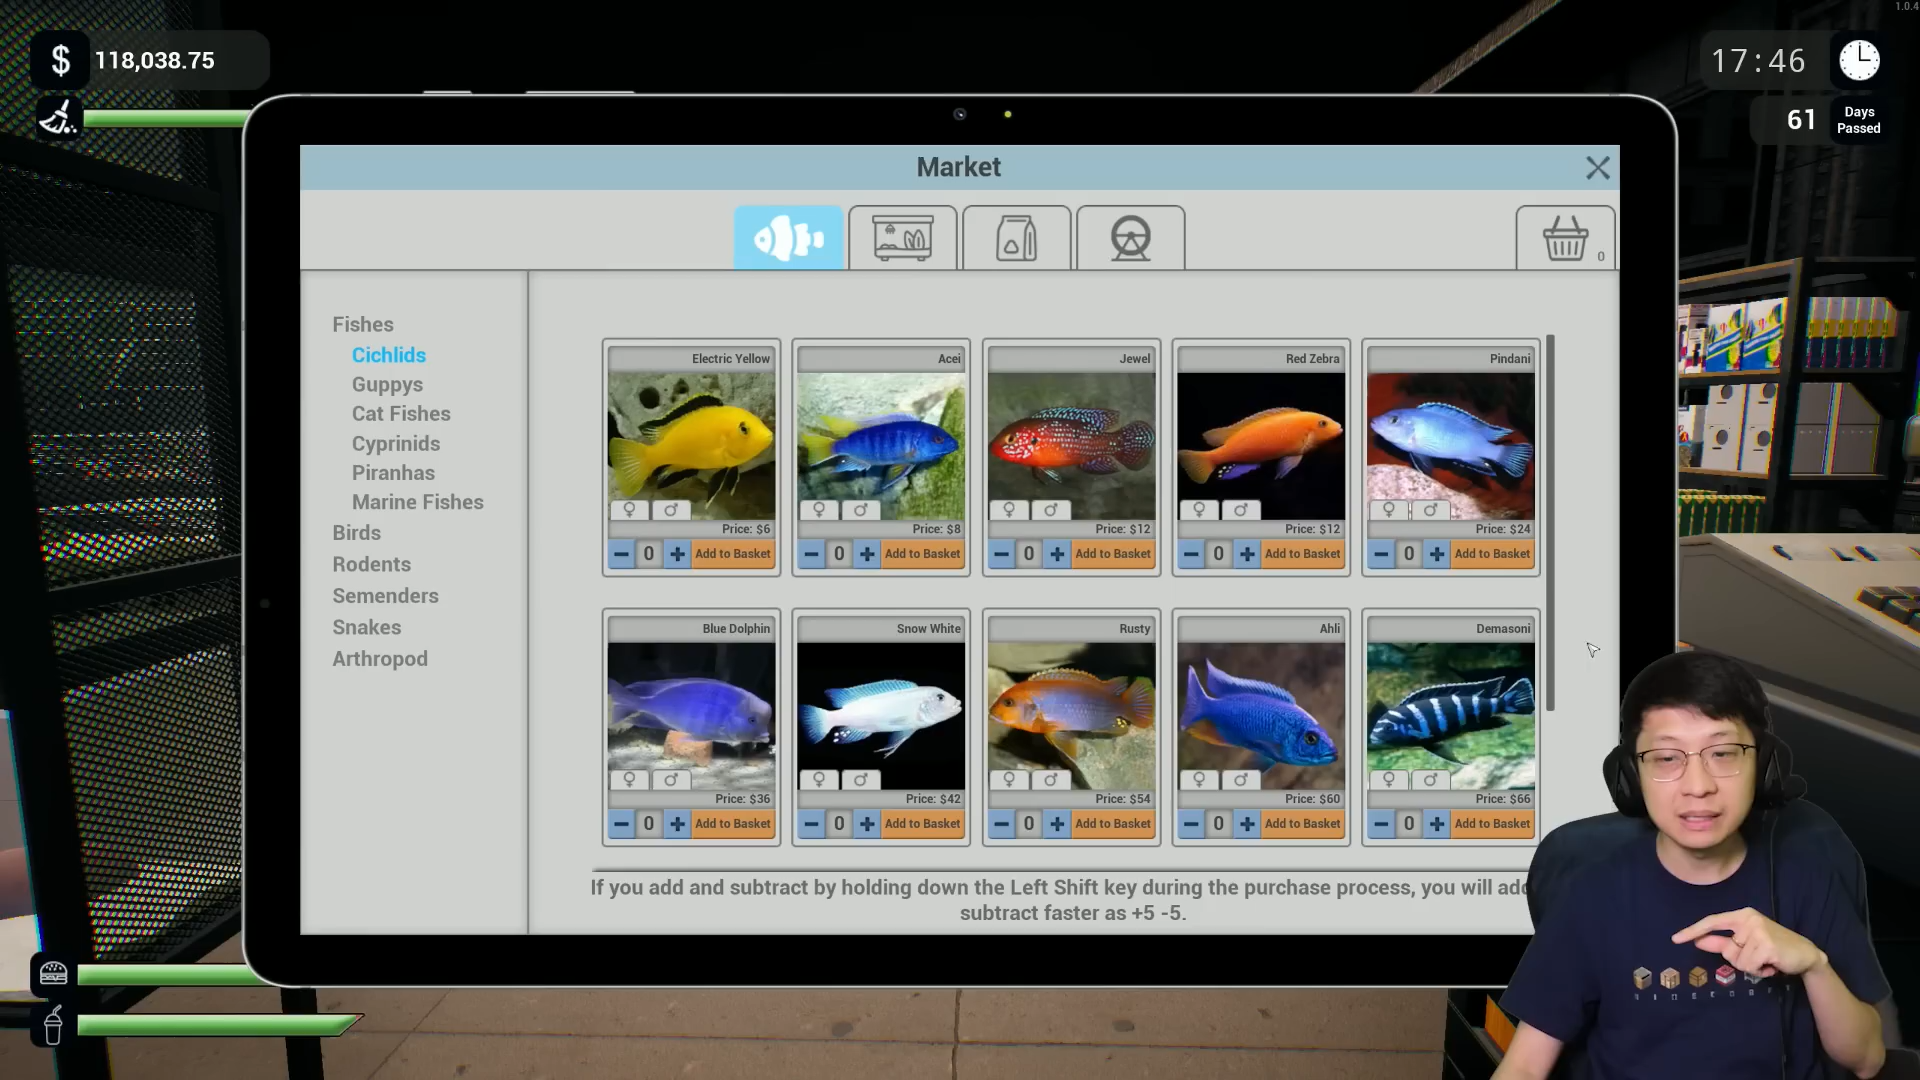 1.0.4
$ 118,038.75
17:46
61 Days Passed
Market
0
Fishes
Cichlids
Guppys
Cat Fishes
Cyprinids
Piranhas
Marine Fishes
Birds
Rodents
Semenders
Snakes
Arthropod
Electric Yellow
Price: $6
0 Add to Basket
Acei
Price: $8
0 Add to Basket
Jewel
Price: $12
0 Add to Basket
Red Zebra
Price: $12
0 Add to Basket
Pindani
Price: $24
0 Add to Basket
Blue Dolphin
Price: $36
0 Add to Basket
Snow White
Price: $42
0 Add to Basket
Rusty
Price: $54
0 Add to Basket
Ahli
Price: $60
0 Add to Basket
Demasoni
Price: $66
0 Add to Basket
If you add and subtract by holding down the Left Shift key during the purchase process, you will add
subtract faster as +5 -5.